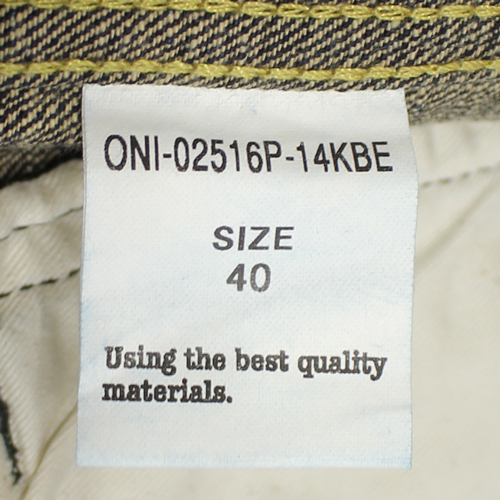 ONI-02516P-14KBE
SIZE
40
Using the best quality
materials.